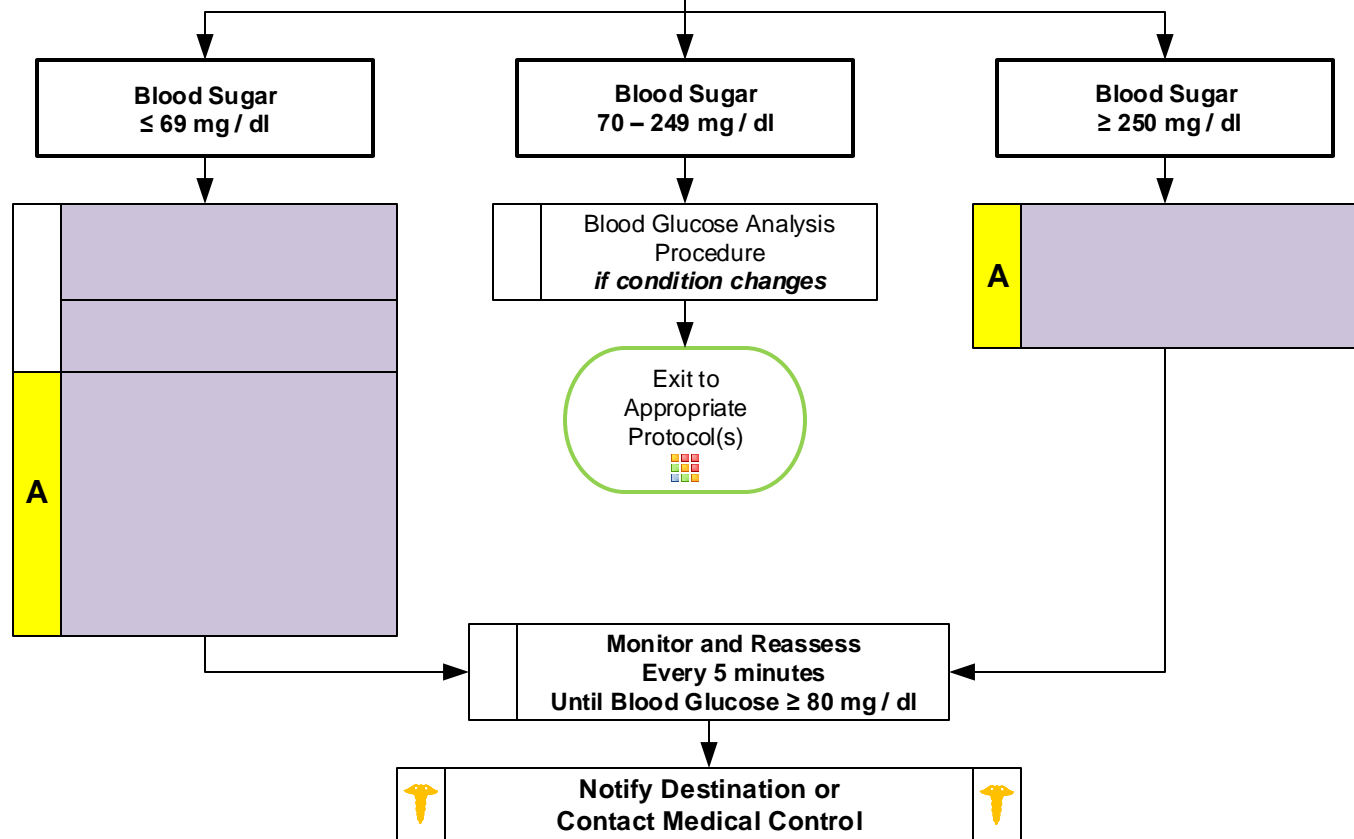 Blood Sugar
≤ 69 mg / dl
Blood Sugar
70 – 249 mg / dl
Blood Sugar
≥ 250 mg / dl
Blood Glucose Analysis
Procedure
if condition changes
A
Exit to
Appropriate
Protocol(s)
A
Monitor and Reassess
Every 5 minutes
Until Blood Glucose ≥ 80 mg / dl
Notify Destination or
Contact Medical Control